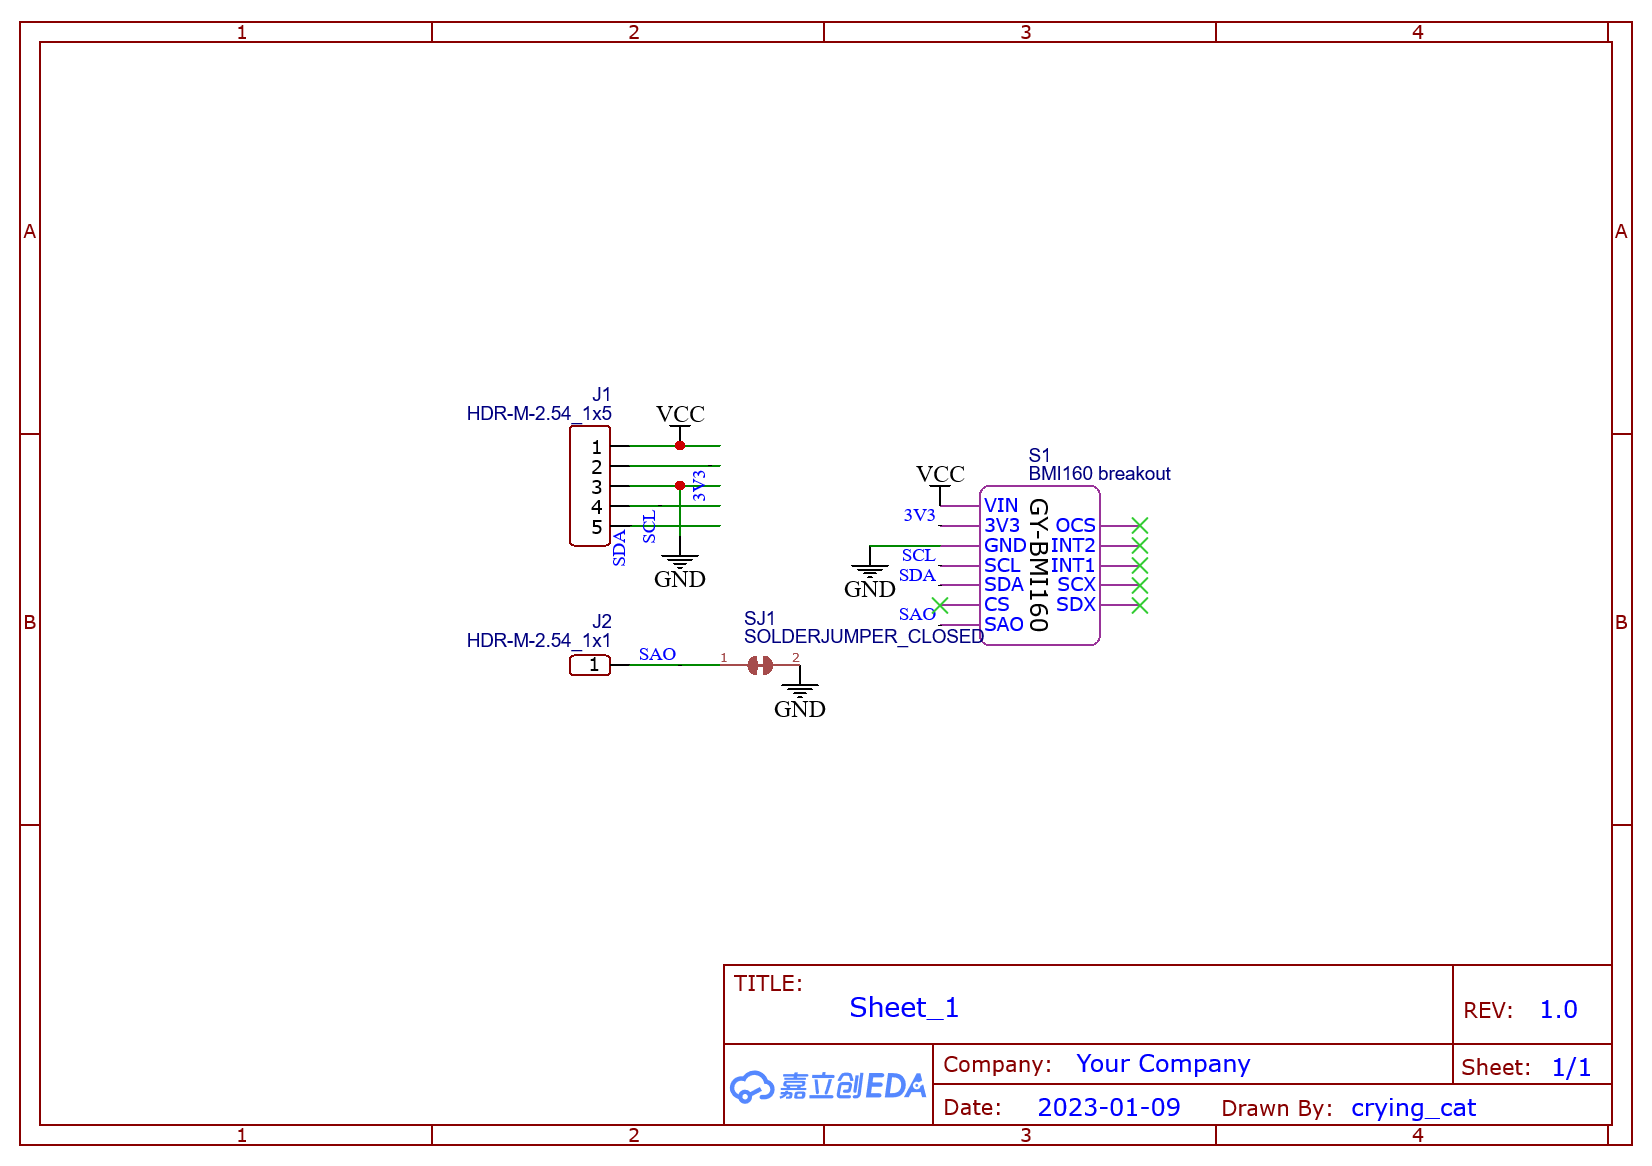 1 2 3 4
A A
J1
HDR-M-2.54_1x5
VCC
1
2
3
4
5
3V3
SCL
SDA
GND
S1
BMI160 breakout
VCC
GY-BMI160
VIN
3V3 3V3 OCS
GND INT2
SCL SCL INT1
SDA SDA SCX
GND
CS SDX
SAO SAO
J2
HDR-M-2.54_1x1
1
SAO
SJ1
SOLDERJUMPER_CLOSED
1 2
GND
B B
TITLE:
Sheet_1
REV: 1.0
嘉立创EDA
Company: Your Company
Sheet: 1/1
Date: 2023-01-09 Drawn By: crying_cat
1 2 3 4